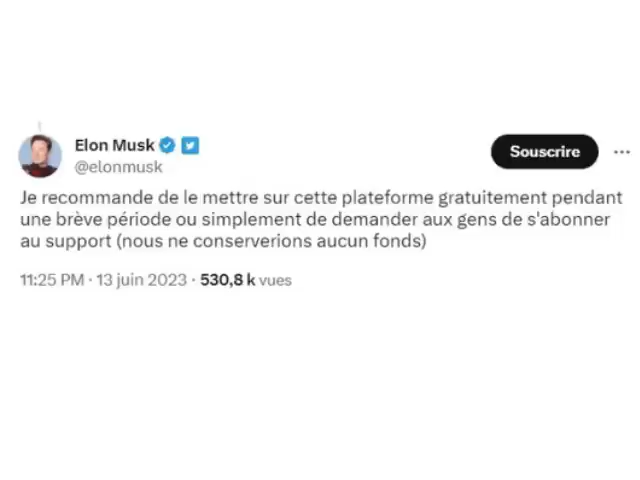 Elon Musk
@elonmusk
Souscrire
Je recommande de le mettre sur cette plateforme gratuitement pendant
une brève période ou simplement de demander aux gens de s'abonner
au support (nous ne conserverions aucun fonds)
11:25 PM · 13 juin 2023 · 530,8 k vues